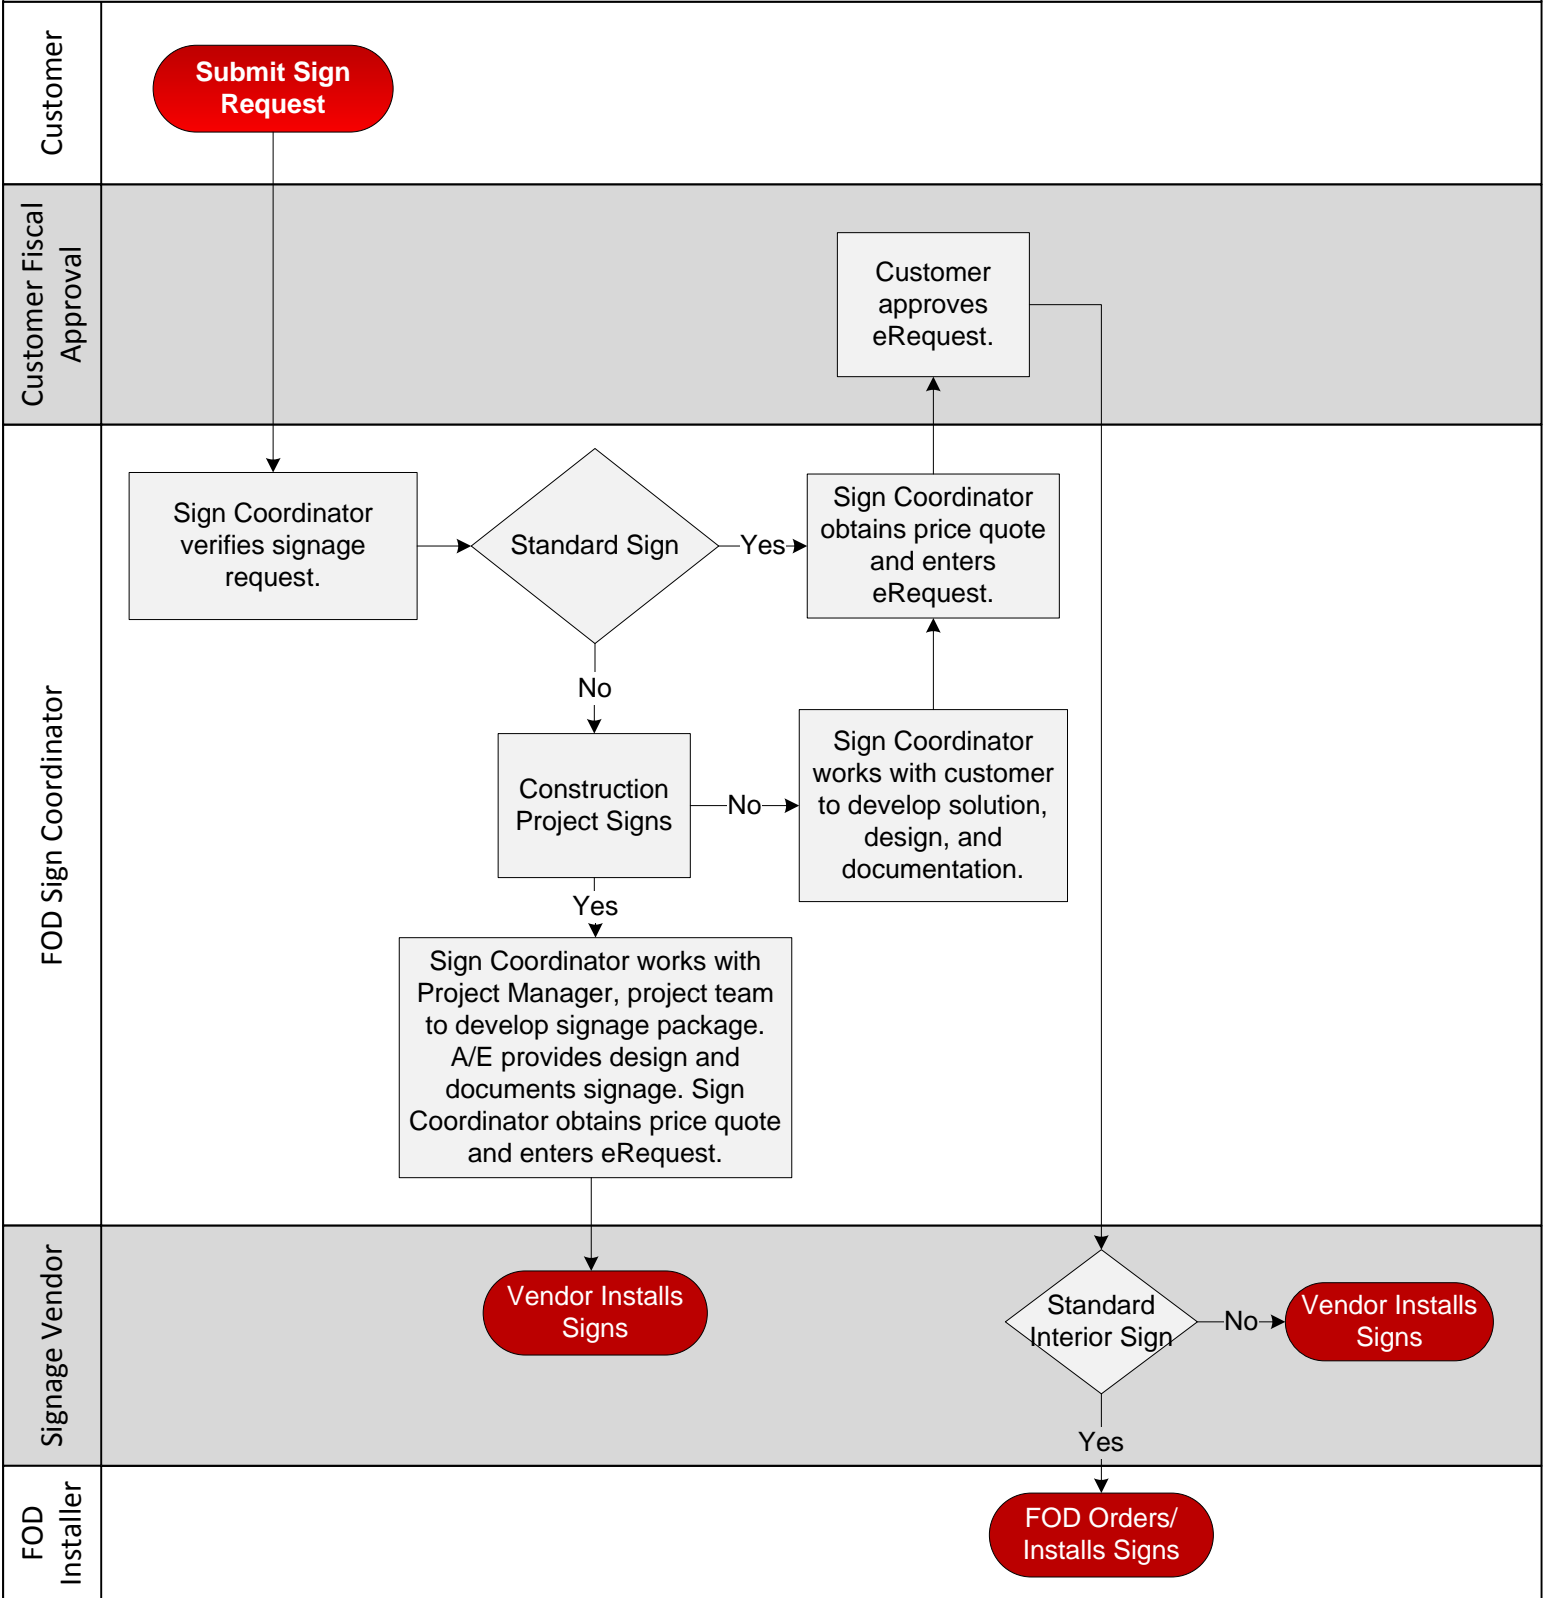 Customer
Submit Sign
Request
Customer Fiscal
Approval
Customer
approves
eRequest.
FOD Sign Coordinator
Sign Coordinator
verifies signage
request.
Standard Sign
Yes
Sign Coordinator
obtains price quote
and enters
eRequest.
No
Construction
Project Signs
No
Sign Coordinator
works with customer
to develop solution,
design, and
documentation.
Yes
Sign Coordinator works with
Project Manager, project team
to develop signage package.
A/E provides design and
documents signage. Sign
Coordinator obtains price quote
and enters eRequest.
Signage Vendor
Vendor Installs
Signs
Standard
Interior Sign
No
Vendor Installs
Signs
Yes
FOD
Installer
FOD Orders/
Installs Signs